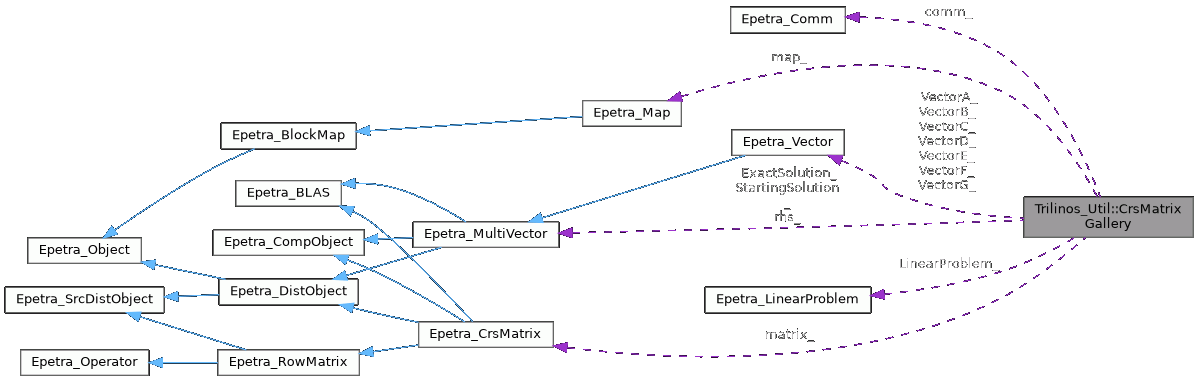 Epetra_Comm
comm_
map_
Epetra_Map
Epetra_BlockMap
Epetra_Vector
VectorA_
VectorB_
VectorC_
VectorD_
VectorE_
VectorF_
VectorG_
ExactSolution_
StartingSolution
_
rhs_
Epetra_BLAS
Epetra_MultiVector
Trilinos_Util::CrsMatrix
Gallery
Epetra_CompObject
Epetra_Object
Epetra_DistObject
Epetra_SrcDistObject
LinearProblem_
Epetra_LinearProblem
Epetra_CrsMatrix
matrix_
Epetra_Operator
Epetra_RowMatrix